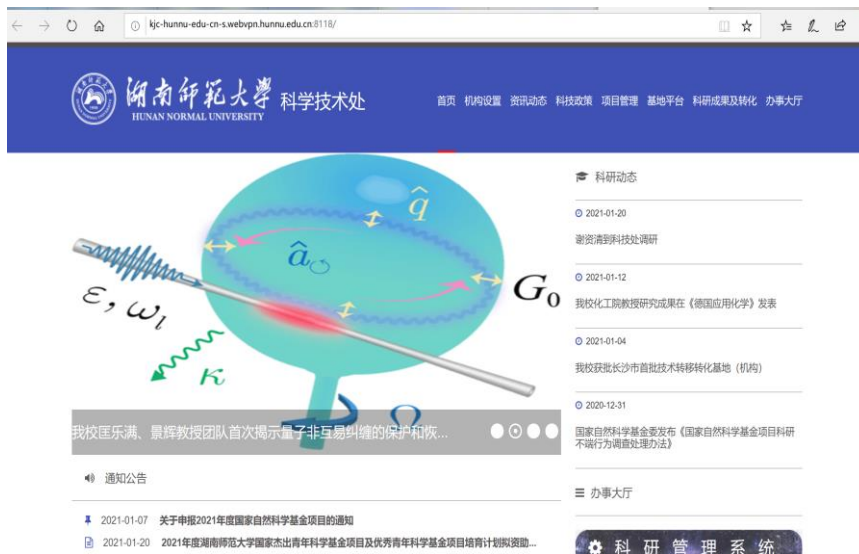 kjc-hunnu-edu-cn-s.webvpn.hunnu.edu.cn:8118/
湖南师范大学 科学技术处
HUNAN NORMAL UNIVERSITY
首页 机构设置 资讯动态 科技政策 项目管理 基地平台 科研成果及转化 办事大厅
q̂
â
G₀
ε, ω_l
κ
Ω
我校匡乐满、景辉教授团队首次揭示量子非互易纠缠的保护和恢...
通知公告
2021-01-07 关于申报2021年度国家自然科学基金项目的通知
2021-01-20 2021年度湖南师范大学国家杰出青年科学基金项目及优秀青年科学基金项目培育计划拟资助...
科研动态
2021-01-20
谢资清到科技处调研
2021-01-12
我校化工院教授研究成果在《德国应用化学》发表
2021-01-04
我校获批长沙市首批技术转移转化基地（机构）
2020-12-31
国家自然科学基金委发布《国家自然科学基金项目科研
不端行为调查处理办法》
办事大厅
科研管理系统